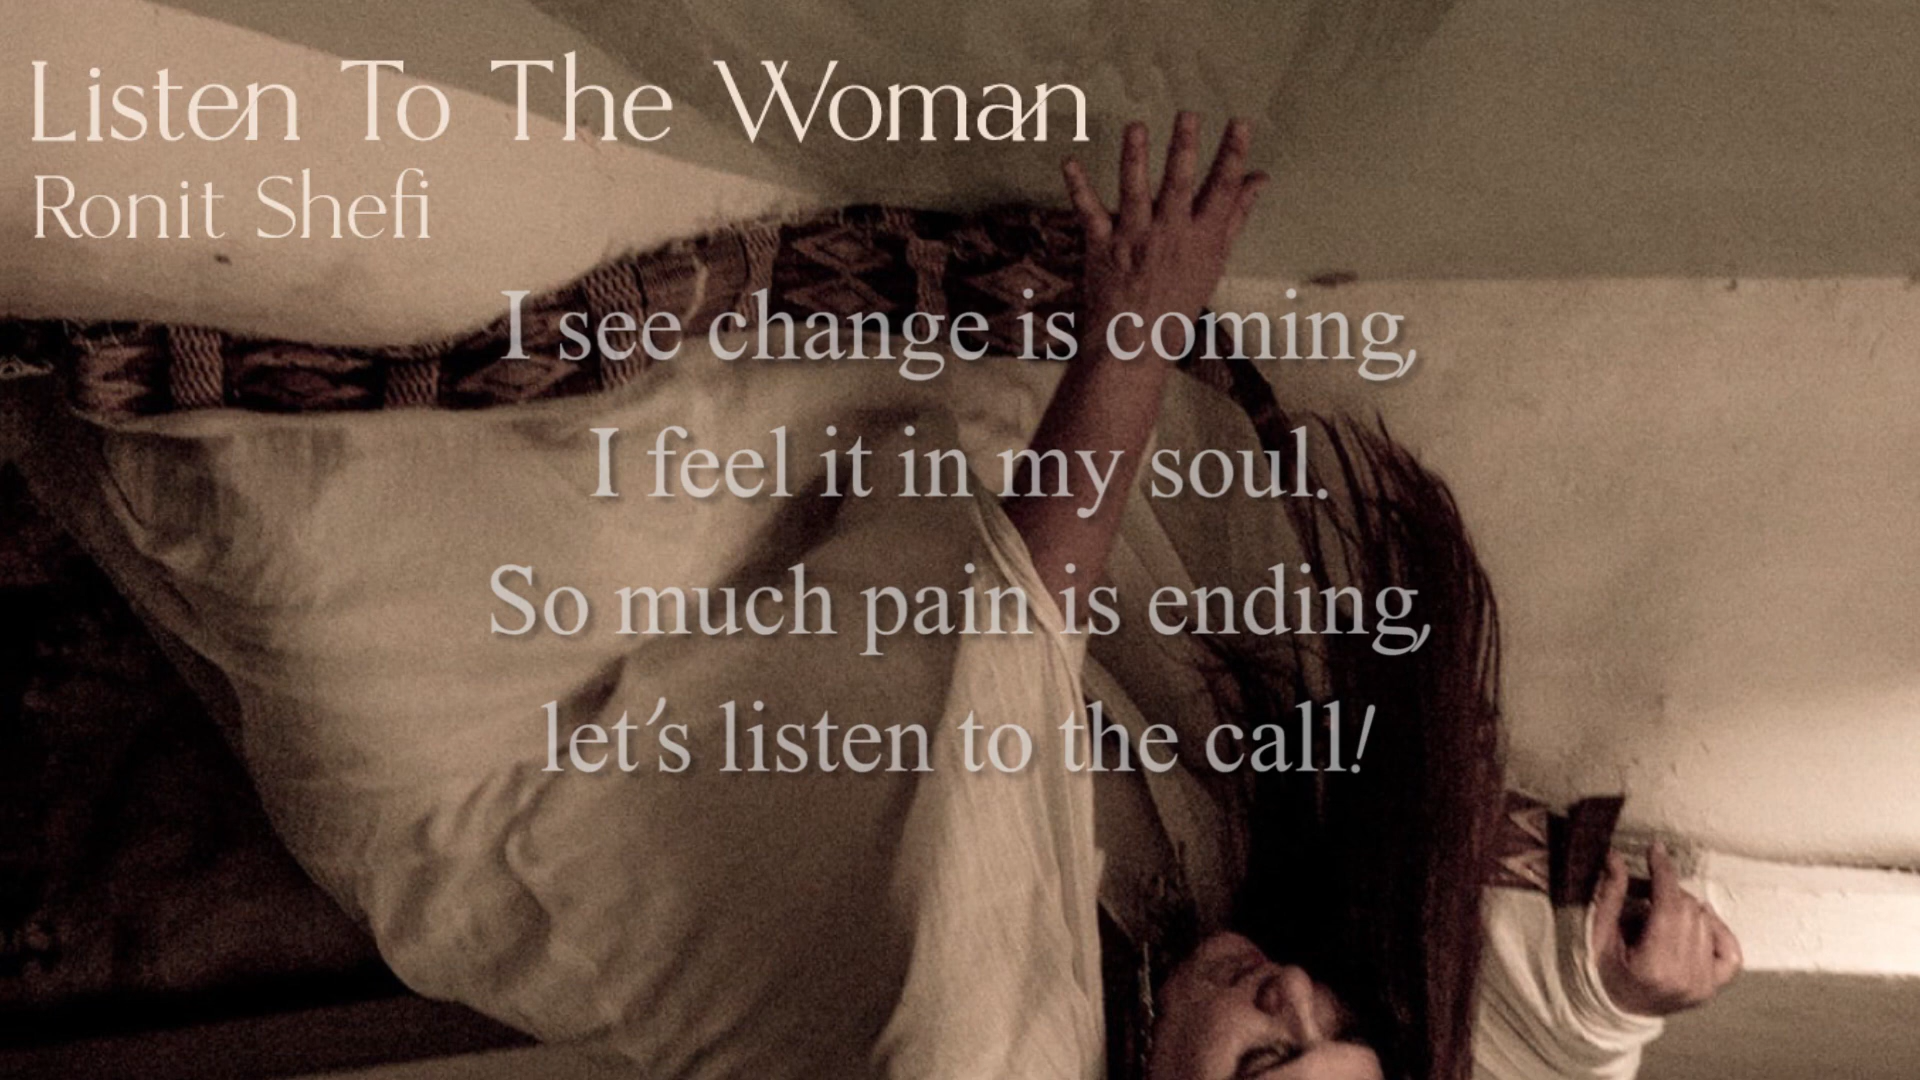 Listen To The Woman
Ronit Shefi
I see change is coming,
I feel it in my soul.
So much pain is ending,
let's listen to the call!